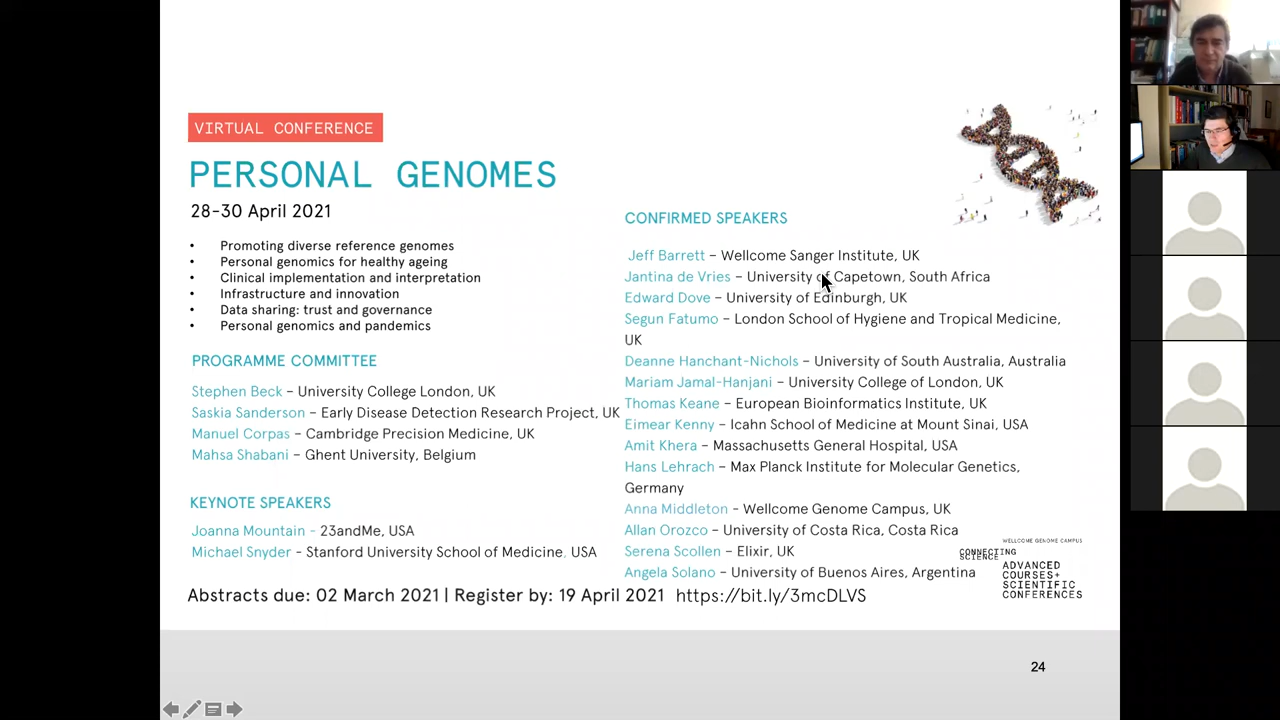 VIRTUAL CONFERENCE
PERSONAL GENOMES
28-30 April 2021
• Promoting diverse reference genomes
• Personal genomics for healthy ageing
• Clinical implementation and interpretation
• Infrastructure and innovation
• Data sharing: trust and governance
• Personal genomics and pandemics
PROGRAMME COMMITTEE
Stephen Beck – University College London, UK
Saskia Sanderson – Early Disease Detection Research Project, UK
Manuel Corpas – Cambridge Precision Medicine, UK
Mahsa Shabani – Ghent University, Belgium
KEYNOTE SPEAKERS
Joanna Mountain - 23andMe, USA
Michael Snyder - Stanford University School of Medicine, USA
CONFIRMED SPEAKERS
Jeff Barrett – Wellcome Sanger Institute, UK
Jantina de Vries – University of Capetown, South Africa
Edward Dove – University of Edinburgh, UK
Segun Fatumo – London School of Hygiene and Tropical Medicine,
UK
Deanne Hanchant-Nichols – University of South Australia, Australia
Mariam Jamal-Hanjani – University College of London, UK
Thomas Keane – European Bioinformatics Institute, UK
Eimear Kenny – Icahn School of Medicine at Mount Sinai, USA
Amit Khera – Massachusetts General Hospital, USA
Hans Lehrach – Max Planck Institute for Molecular Genetics,
Germany
Anna Middleton - Wellcome Genome Campus, UK
Allan Orozco – University of Costa Rica, Costa Rica
Serena Scollen – Elixir, UK
Angela Solano – University of Buenos Aires, Argentina
Abstracts due: 02 March 2021 | Register by: 19 April 2021 https://bit.ly/3mcDLVS
WELLCOME GENOME CAMPUS
CONNECTING
SCIENCE
ADVANCED
COURSES+
SCIENTIFIC
CONFERENCES
24